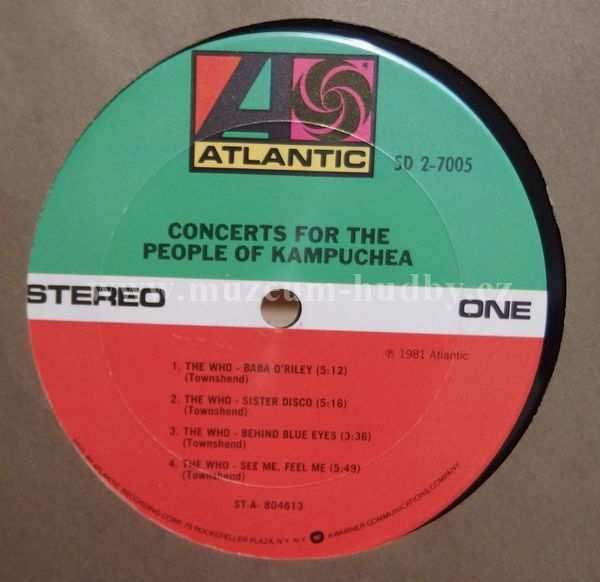 ATLANTIC
®
SD 2-7005
CONCERTS FOR THE
PEOPLE OF KAMPUCHEA
www.muzeum-hudby.cz
STEREO
ONE
℗ 1981 Atlantic
1. THE WHO - BABA O'RILEY (5:12)
(Townshend)
2. THE WHO - SISTER DISCO (5:16)
(Townshend)
3. THE WHO - BEHIND BLUE EYES (3:36)
(Townshend)
4. THE WHO - SEE ME, FEEL ME (5:49)
(Townshend)
ST-A- 804613
BY ATLANTIC RECORDING CORP. 75 ROCKEFELLER PLAZA, N.Y. N.Y. W A WARNER COMMUNICATIONS COMPANY